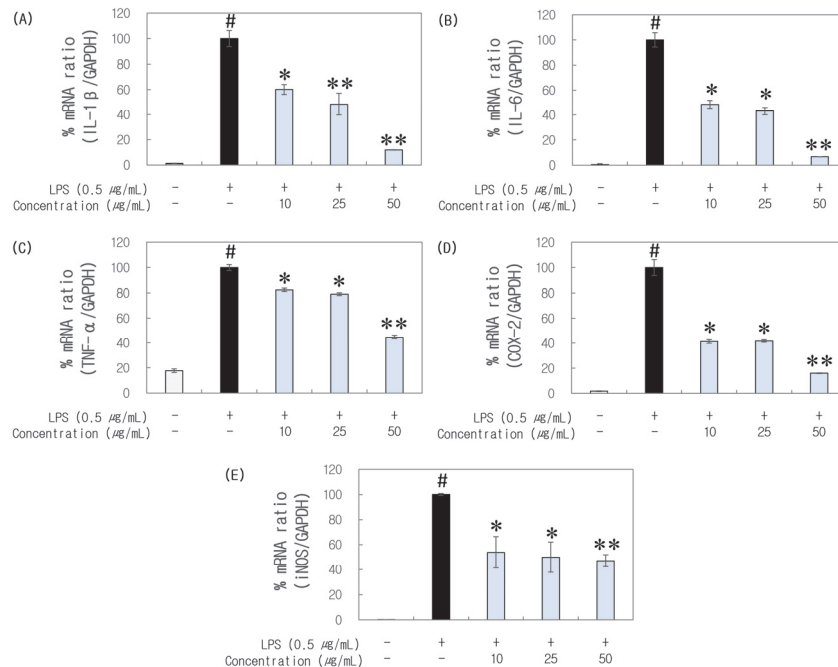 (A)
% mRNA ratio
(IL-1β/GAPDH)
120
100
80
60
40
20
0
# * ** **
LPS (0.5 ㎍/mL) - + + + +
Concentration (㎍/mL) - - 10 25 50
(B)
% mRNA ratio
(IL-6/GAPDH)
120
100
80
60
40
20
0
# * * **
LPS (0.5 ㎍/mL) - + + + +
Concentration (㎍/mL) - - 10 25 50
(C)
% mRNA ratio
(TNF-α/GAPDH)
120
100
80
60
40
20
0
# * * **
LPS (0.5 ㎍/mL) - + + + +
Concentration (㎍/mL) - - 10 25 50
(D)
% mRNA ratio
(COX-2/GAPDH)
120
100
80
60
40
20
0
# * * **
LPS (0.5 ㎍/mL) - + + + +
Concentration (㎍/mL) - - 10 25 50
(E)
% mRNA ratio
(iNOS/GAPDH)
120
100
80
60
40
20
0
# * * **
LPS (0.5 ㎍/mL) - + + + +
Concentration (㎍/mL) - - 10 25 50